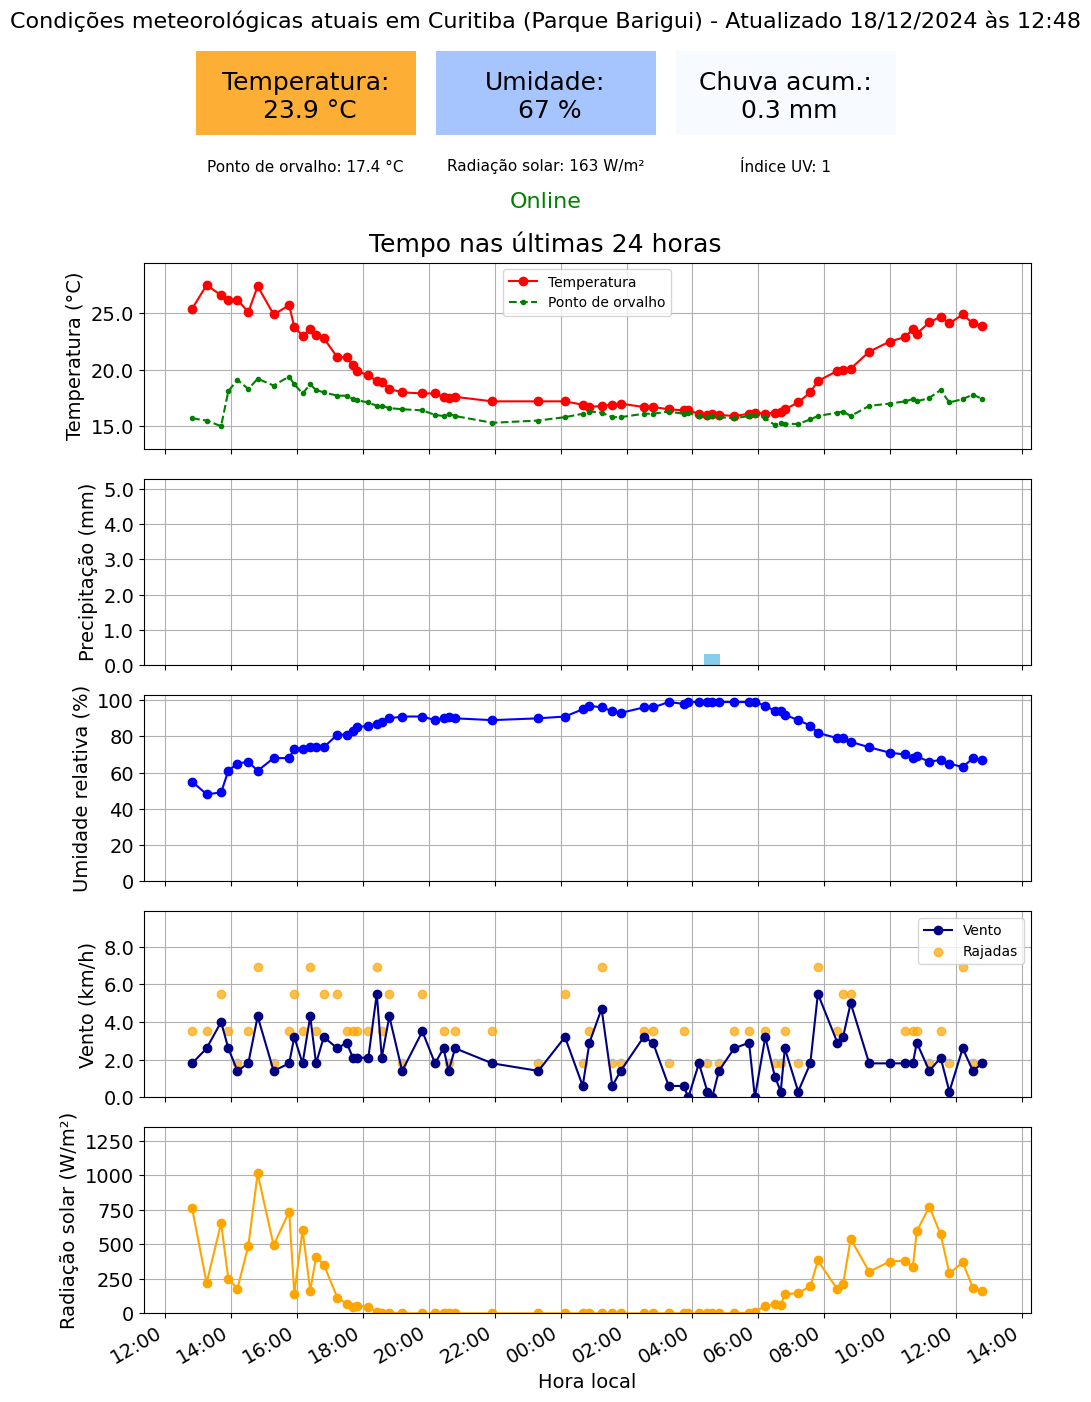 Condições meteorológicas atuais em Curitiba (Parque Barigui) - Atualizado 18/12/2024 às 12:48
Temperatura:
23.9 °C
Umidade:
67 %
Chuva acum.:
0.3 mm
Ponto de orvalho: 17.4 °C
Radiação solar: 163 W/m²
Índice UV: 1
Online
Tempo nas últimas 24 horas
Temperatura (°C)
25.0
20.0
15.0
Temperatura
Ponto de orvalho
Precipitação (mm)
5.0
4.0
3.0
2.0
1.0
0.0
Umidade relativa (%)
100
80
60
40
20
0
Vento (km/h)
8.0
6.0
4.0
2.0
0.0
Vento
Rajadas
Radiação solar (W/m²)
1250
1000
750
500
250
0
12:00
14:00
16:00
18:00
20:00
22:00
00:00
02:00
04:00
06:00
08:00
10:00
12:00
14:00
Hora local